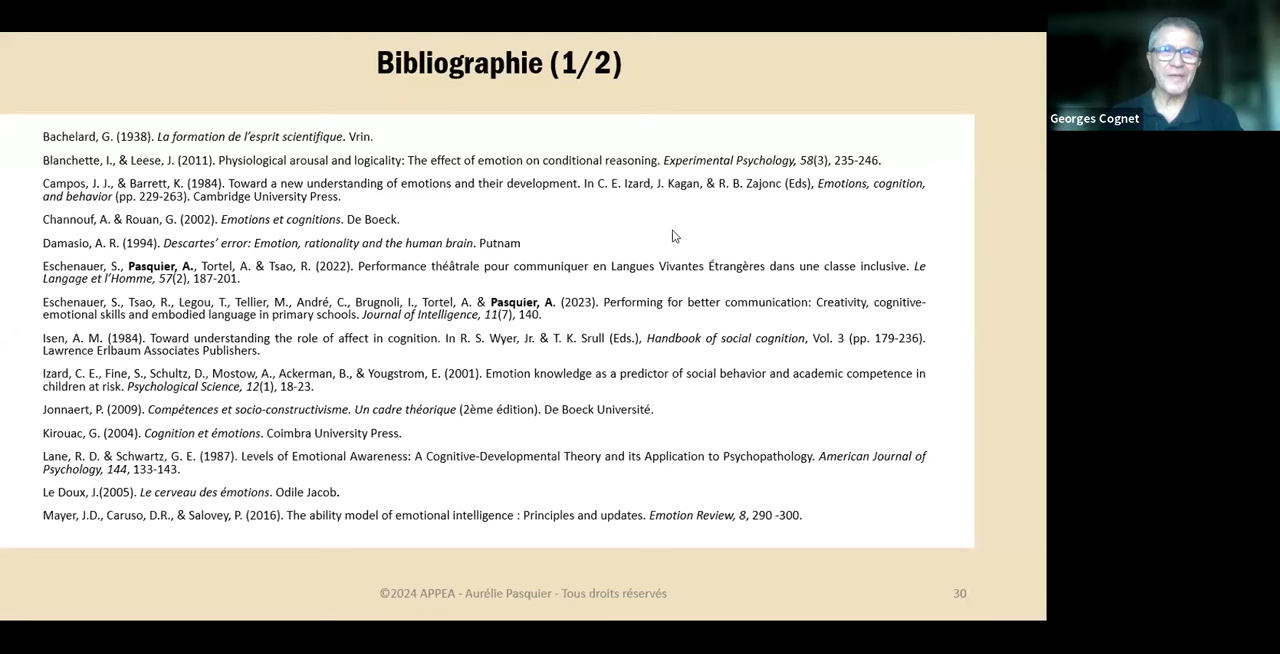 Bibliographie (1/2)
Georges Cognet
Bachelard, G. (1938). La formation de l'esprit scientifique. Vrin.
Blanchette, I., & Leese, J. (2011). Physiological arousal and logicality: The effect of emotion on conditional reasoning. Experimental Psychology, 58(3), 235-246.
Campos, J. J., & Barrett, K. (1984). Toward a new understanding of emotions and their development. In C. E. Izard, J. Kagan, & R. B. Zajonc (Eds), Emotions, cognition,
and behavior (pp. 229-263). Cambridge University Press.
Channouf, A. & Rouan, G. (2002). Emotions et cognitions. De Boeck.
Damasio, A. R. (1994). Descartes' error: Emotion, rationality and the human brain. Putnam
Eschenauer, S., Pasquier, A., Tortel, A. & Tsao, R. (2022). Performance théâtrale pour communiquer en Langues Vivantes Étrangères dans une classe inclusive. Le
Langage et l'Homme, 57(2), 187-201.
Eschenauer, S., Tsao, R., Legou, T., Tellier, M., André, C., Brugnoli, I., Tortel, A. & Pasquier, A. (2023). Performing for better communication: Creativity, cognitive-
emotional skills and embodied language in primary schools. Journal of Intelligence, 11(7), 140.
Isen, A. M. (1984). Toward understanding the role of affect in cognition. In R. S. Wyer, Jr. & T. K. Srull (Eds.), Handbook of social cognition, Vol. 3 (pp. 179-236).
Lawrence Erlbaum Associates Publishers.
Izard, C. E., Fine, S., Schultz, D., Mostow, A., Ackerman, B., & Yougstrom, E. (2001). Emotion knowledge as a predictor of social behavior and academic competence in
children at risk. Psychological Science, 12(1), 18-23.
Jonnaert, P. (2009). Compétences et socio-constructivisme. Un cadre théorique (2ème édition). De Boeck Université.
Kirouac, G. (2004). Cognition et émotions. Coimbra University Press.
Lane, R. D. & Schwartz, G. E. (1987). Levels of Emotional Awareness: A Cognitive-Developmental Theory and its Application to Psychopathology. American Journal of
Psychology, 144, 133-143.
Le Doux, J.(2005). Le cerveau des émotions. Odile Jacob.
Mayer, J.D., Caruso, D.R., & Salovey, P. (2016). The ability model of emotional intelligence : Principles and updates. Emotion Review, 8, 290 -300.
©2024 APPEA - Aurélie Pasquier - Tous droits réservés
30